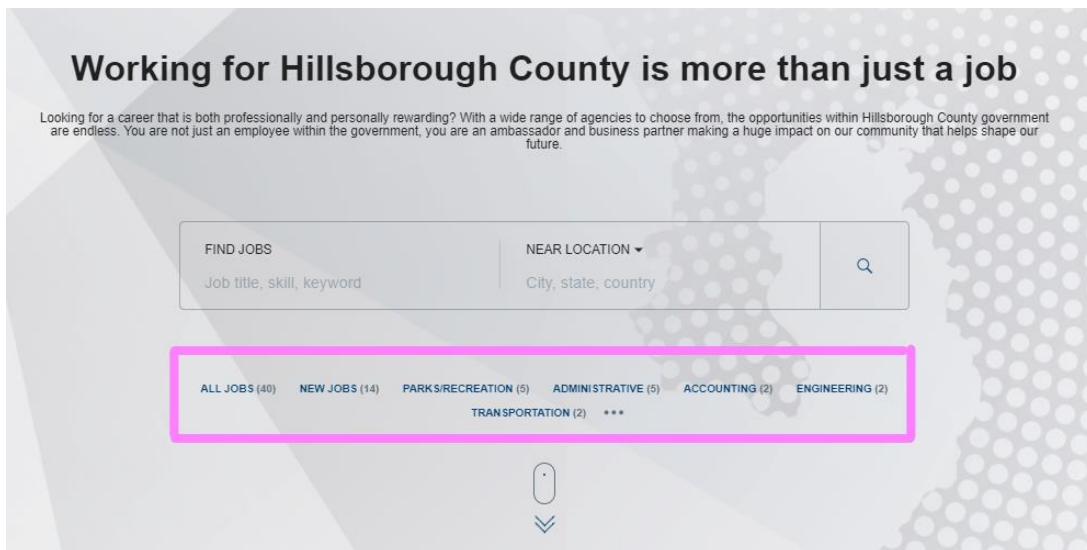 Working for Hillsborough County is more than just a job
Looking for a career that is both professionally and personally rewarding? With a wide range of agencies to choose from, the opportunities within Hillsborough County government
are endless. You are not just an employee within the government, you are an ambassador and business partner making a huge impact on our community that helps shape our
future.
FIND JOBS
Job title, skill, keyword
NEAR LOCATION
City, state, country
ALL JOBS (40) NEW JOBS (14) PARKS/RECREATION (5) ADMINISTRATIVE (5) ACCOUNTING (2) ENGINEERING (2)
TRANSPORTATION (2) •••